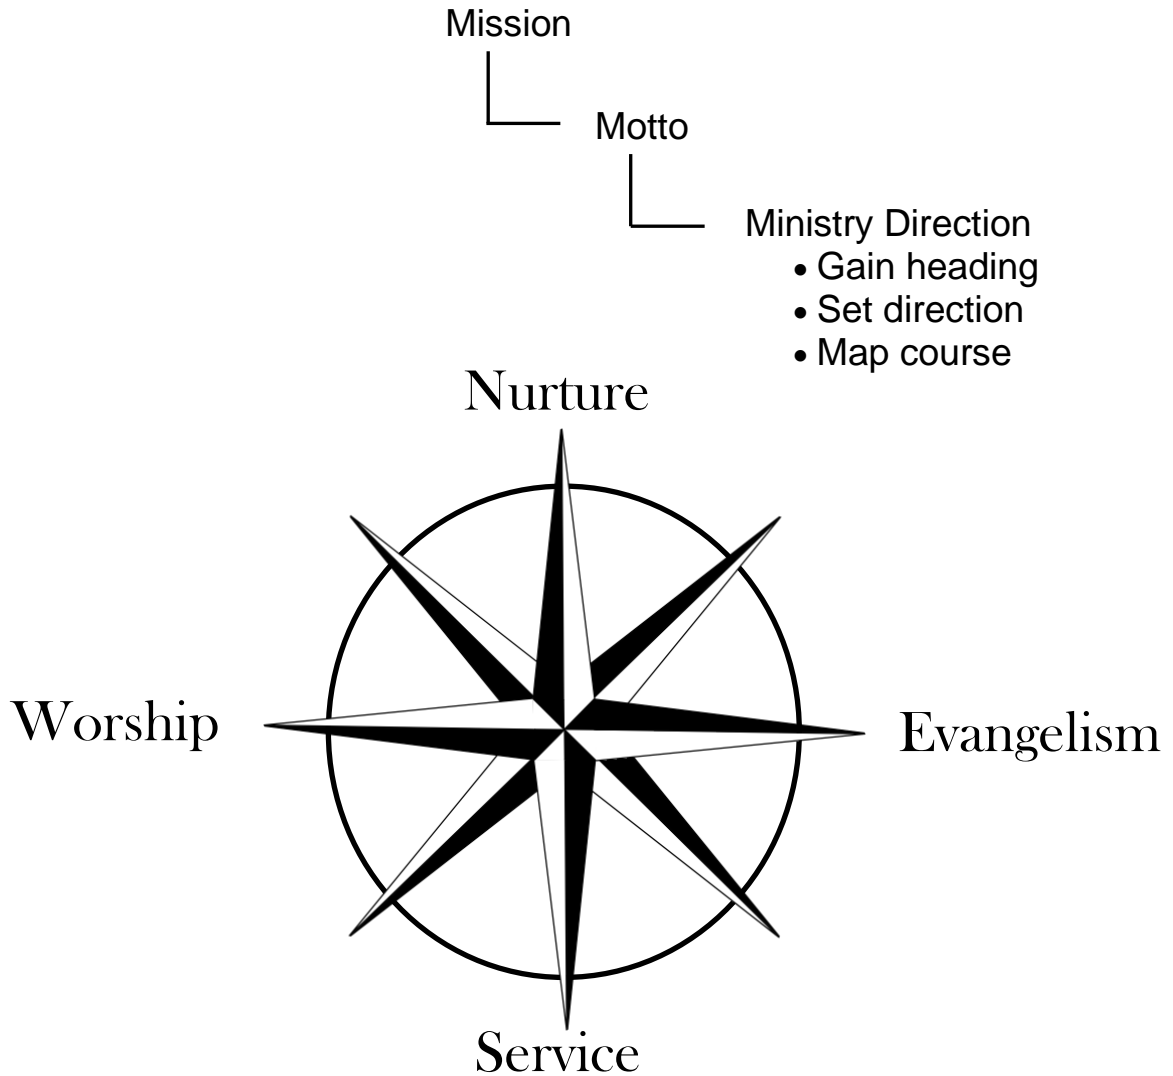 Mission
Motto
Ministry Direction
• Gain heading
• Set direction
• Map course
Nurture
Worship
Evangelism
Service